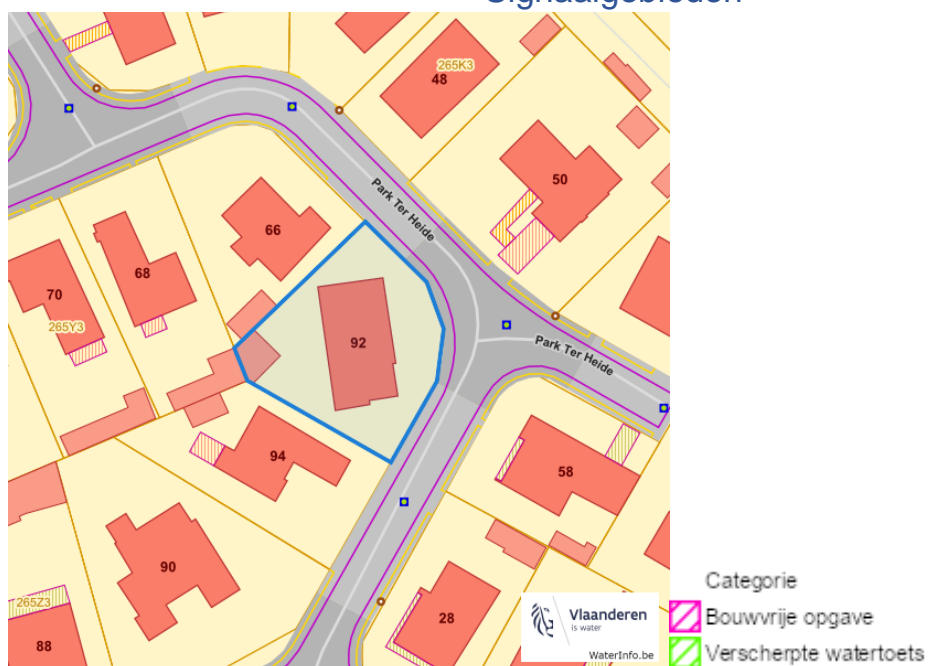 Signaalgebieden
265K3
48
50
Park Ter Heide
66
68
70
265Y3
92
Park Ter Heide
94
58
90
265Z3
88
28
Vlaanderen
is water
WaterInfo.be
Categorie
Bouwvrije opgave
Verscherpte watertoets